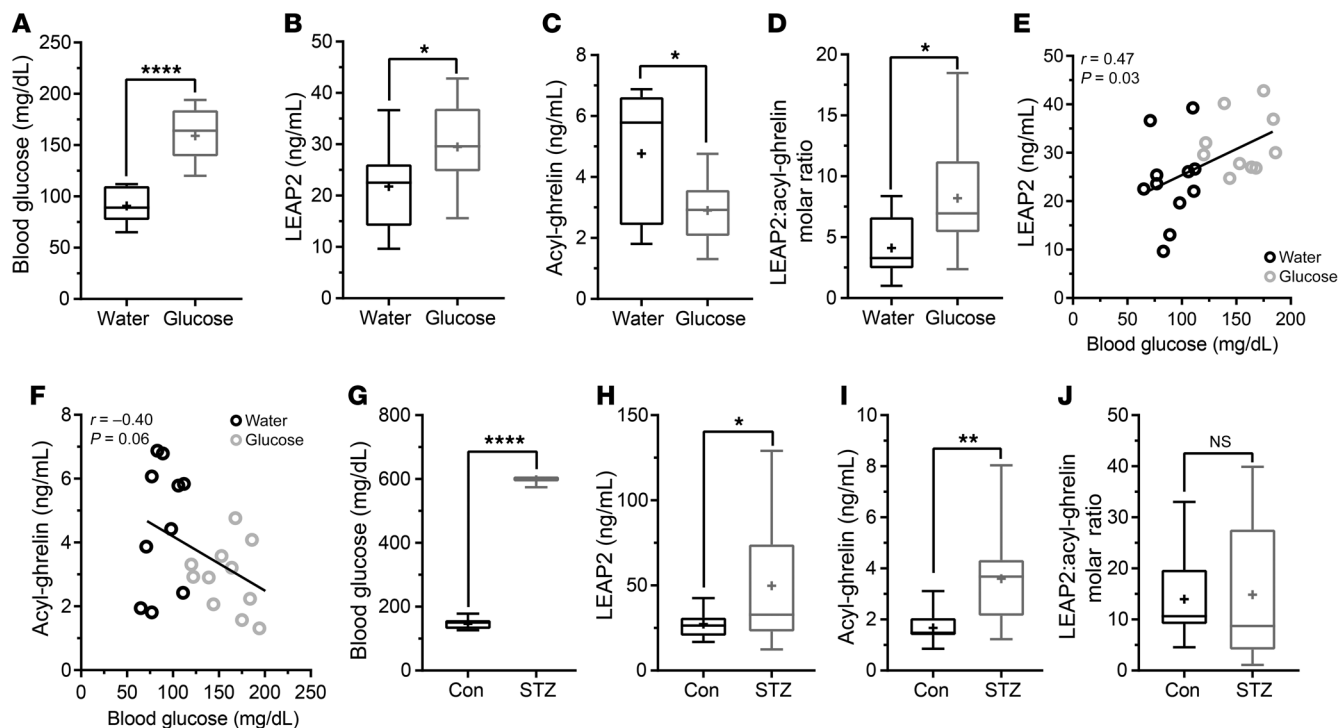 A
Blood glucose (mg/dL)
250
200
150
100
50
0
****
Water
Glucose
B
LEAP2 (ng/mL)
50
40
30
20
10
0
*
Water
Glucose
C
Acyl-ghrelin (ng/mL)
8
6
4
2
0
*
Water
Glucose
D
LEAP2:acyl-ghrelin
molar ratio
20
15
10
5
0
*
Water
Glucose
E
LEAP2 (ng/mL)
50
40
30
20
10
0
r = 0.47
P = 0.03
Water
Glucose
0 50 100 150 200
Blood glucose (mg/dL)
F
Acyl-ghrelin (ng/mL)
8
6
4
2
0
r = –0.40
P = 0.06
Water
Glucose
0 50 100 150 200 250
Blood glucose (mg/dL)
G
Blood glucose (mg/dL)
800
600
400
200
0
****
Con
STZ
H
LEAP2 (ng/mL)
150
100
50
0
*
Con
STZ
I
Acyl-ghrelin (ng/mL)
10
8
6
4
2
0
**
Con
STZ
J
LEAP2:acyl-ghrelin
molar ratio
50
40
30
20
10
0
NS
Con
STZ